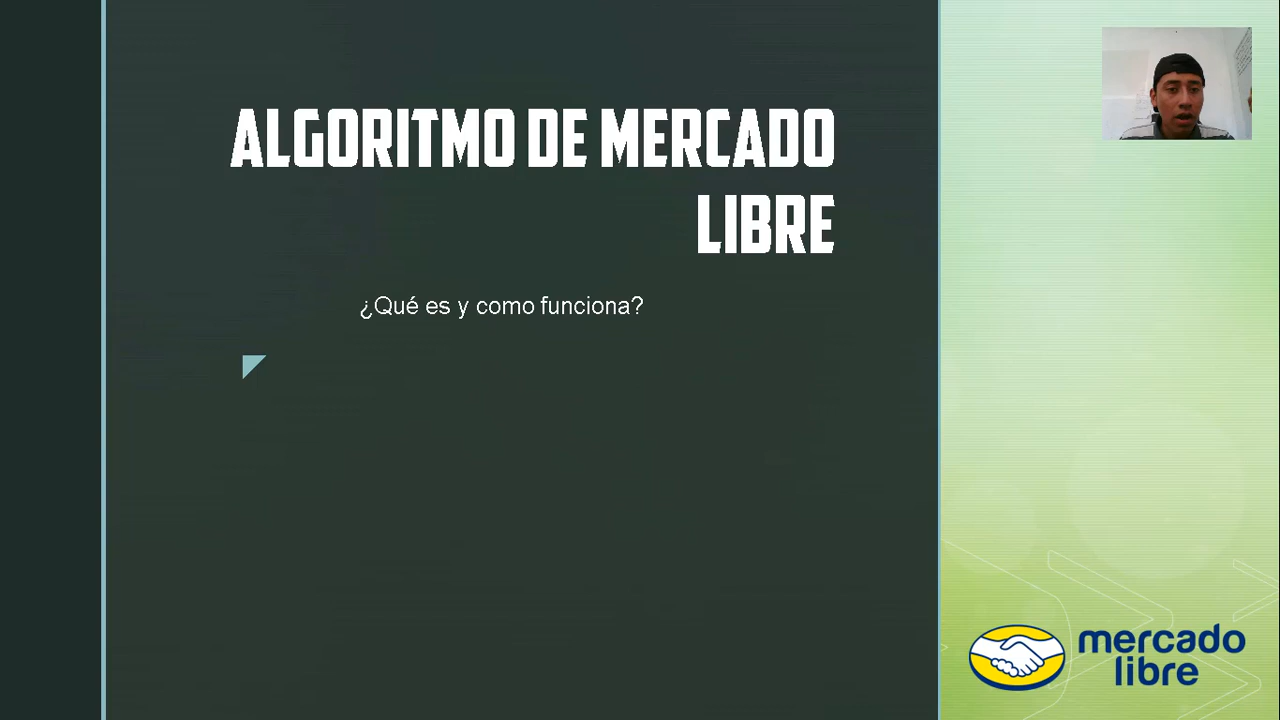 ALGORITMO DE MERCADO
LIBRE
¿Qué es y como funciona?
mercado
libre